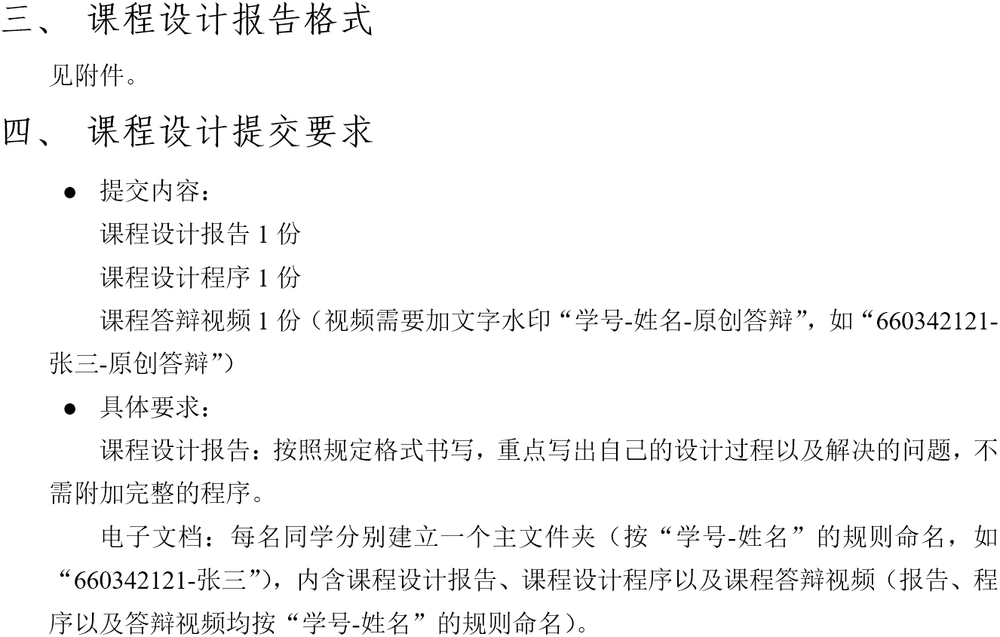 三、 课程设计报告格式
见附件。
四、 课程设计提交要求
● 提交内容：
课程设计报告 1 份
课程设计程序 1 份
课程答辩视频 1 份（视频需要加文字水印“学号-姓名-原创答辩”，如“660342121-
张三-原创答辩”）
● 具体要求：
课程设计报告：按照规定格式书写，重点写出自己的设计过程以及解决的问题，不
需附加完整的程序。
电子文档：每名同学分别建立一个主文件夹（按“学号-姓名”的规则命名，如
“660342121-张三”），内含课程设计报告、课程设计程序以及课程答辩视频（报告、程
序以及答辩视频均按“学号-姓名”的规则命名）。